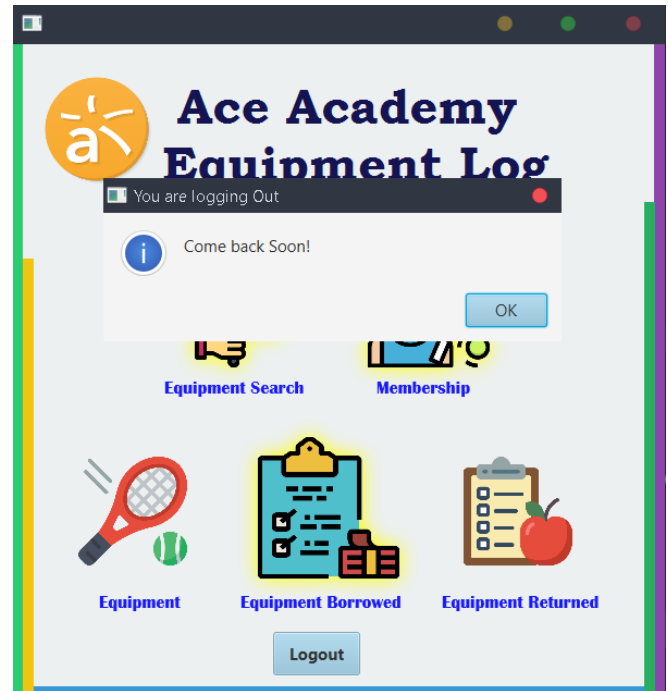 a
Ace Academy
Equipment Log
You are logging Out
i
Come back Soon!
OK
Equipment Search
Membership
Equipment
Equipment Borrowed
Equipment Returned
Logout